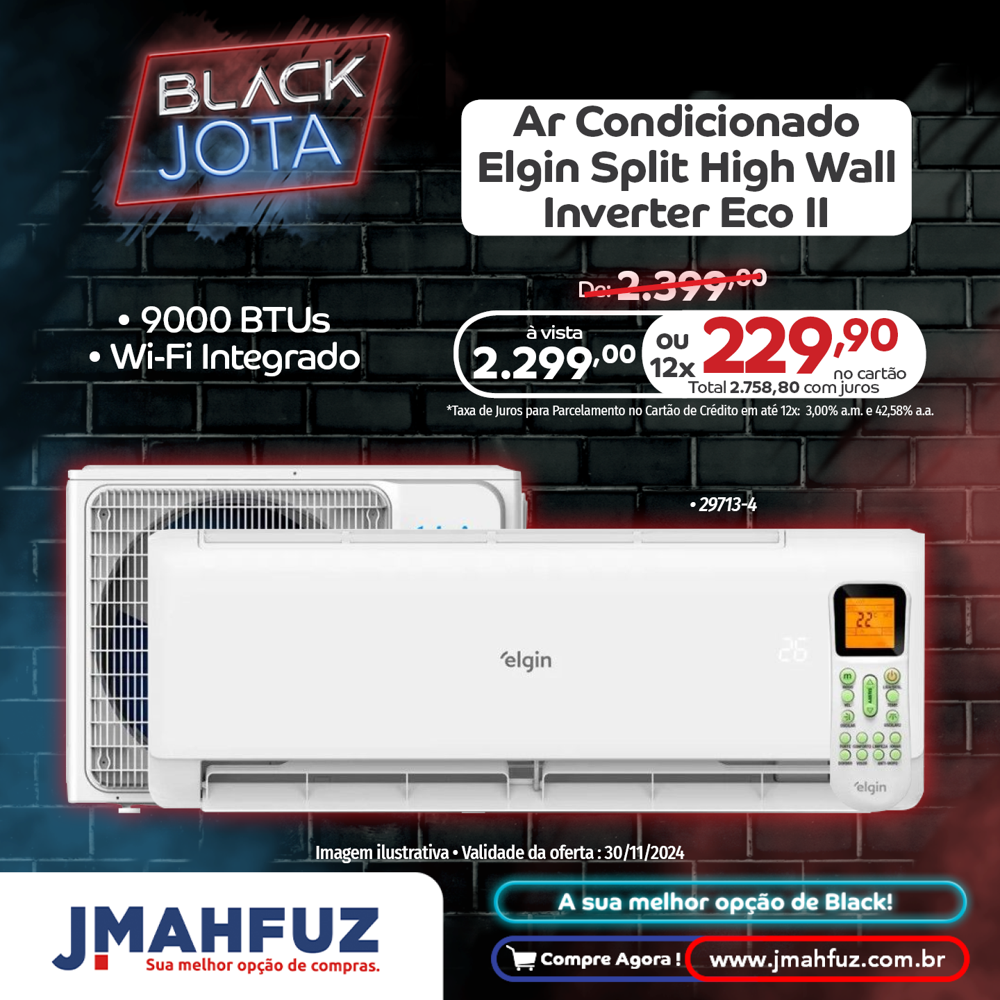 BLACK
JOTA
Ar Condicionado
Elgin Split High Wall
Inverter Eco II
De: 2.399,00
• 9000 BTUs
• Wi-Fi Integrado
à vista
2.299,00
ou
12x
229,90
no cartão
Total 2.758,80 com juros
*Taxa de Juros para Parcelamento no Cartão de Crédito em até 12x: 3,00% a.m. e 42,58% a.a.
• 29713-4
elgin
26
22°
elgin
Imagem ilustrativa • Validade da oferta : 30/11/2024
JMAHFUZ
Sua melhor opção de compras.
A sua melhor opção de Black!
Compre Agora !
www.jmahfuz.com.br